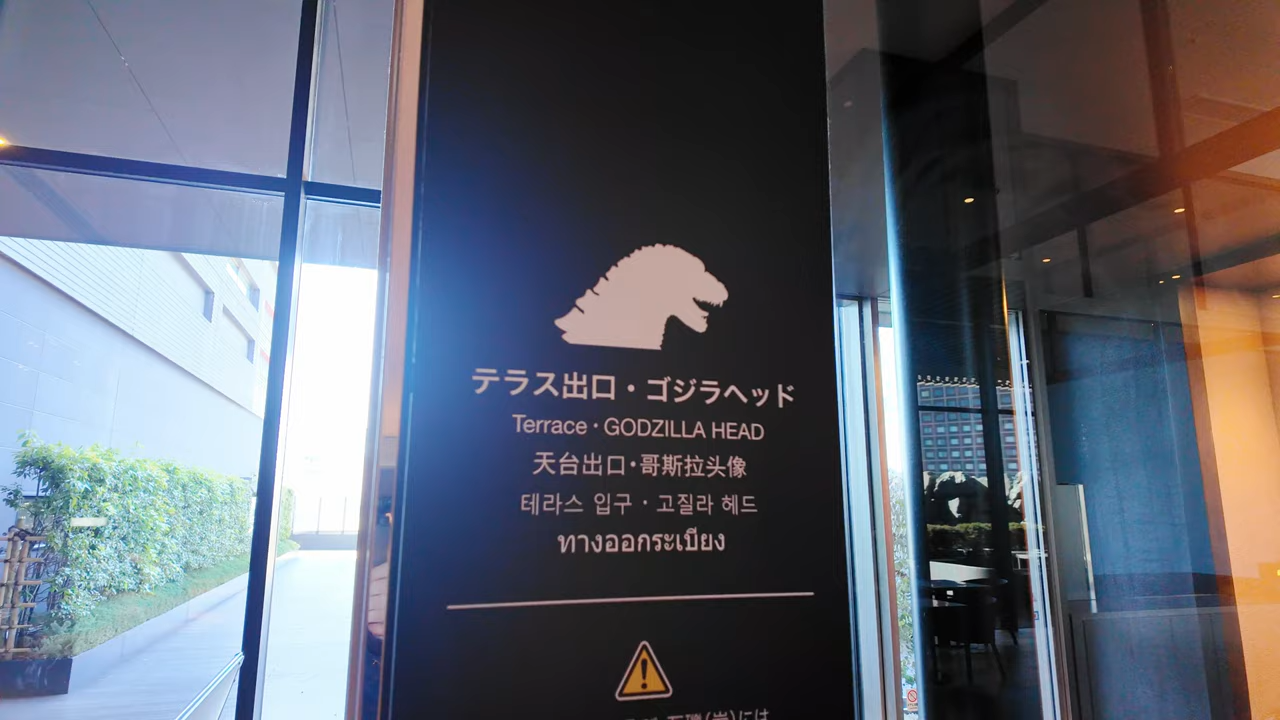 テラス出口・ゴジラヘッド
Terrace・GODZILLA HEAD
天台出口・哥斯拉头像
테라스 입구・고질라 헤드
ทางออกระเบียง